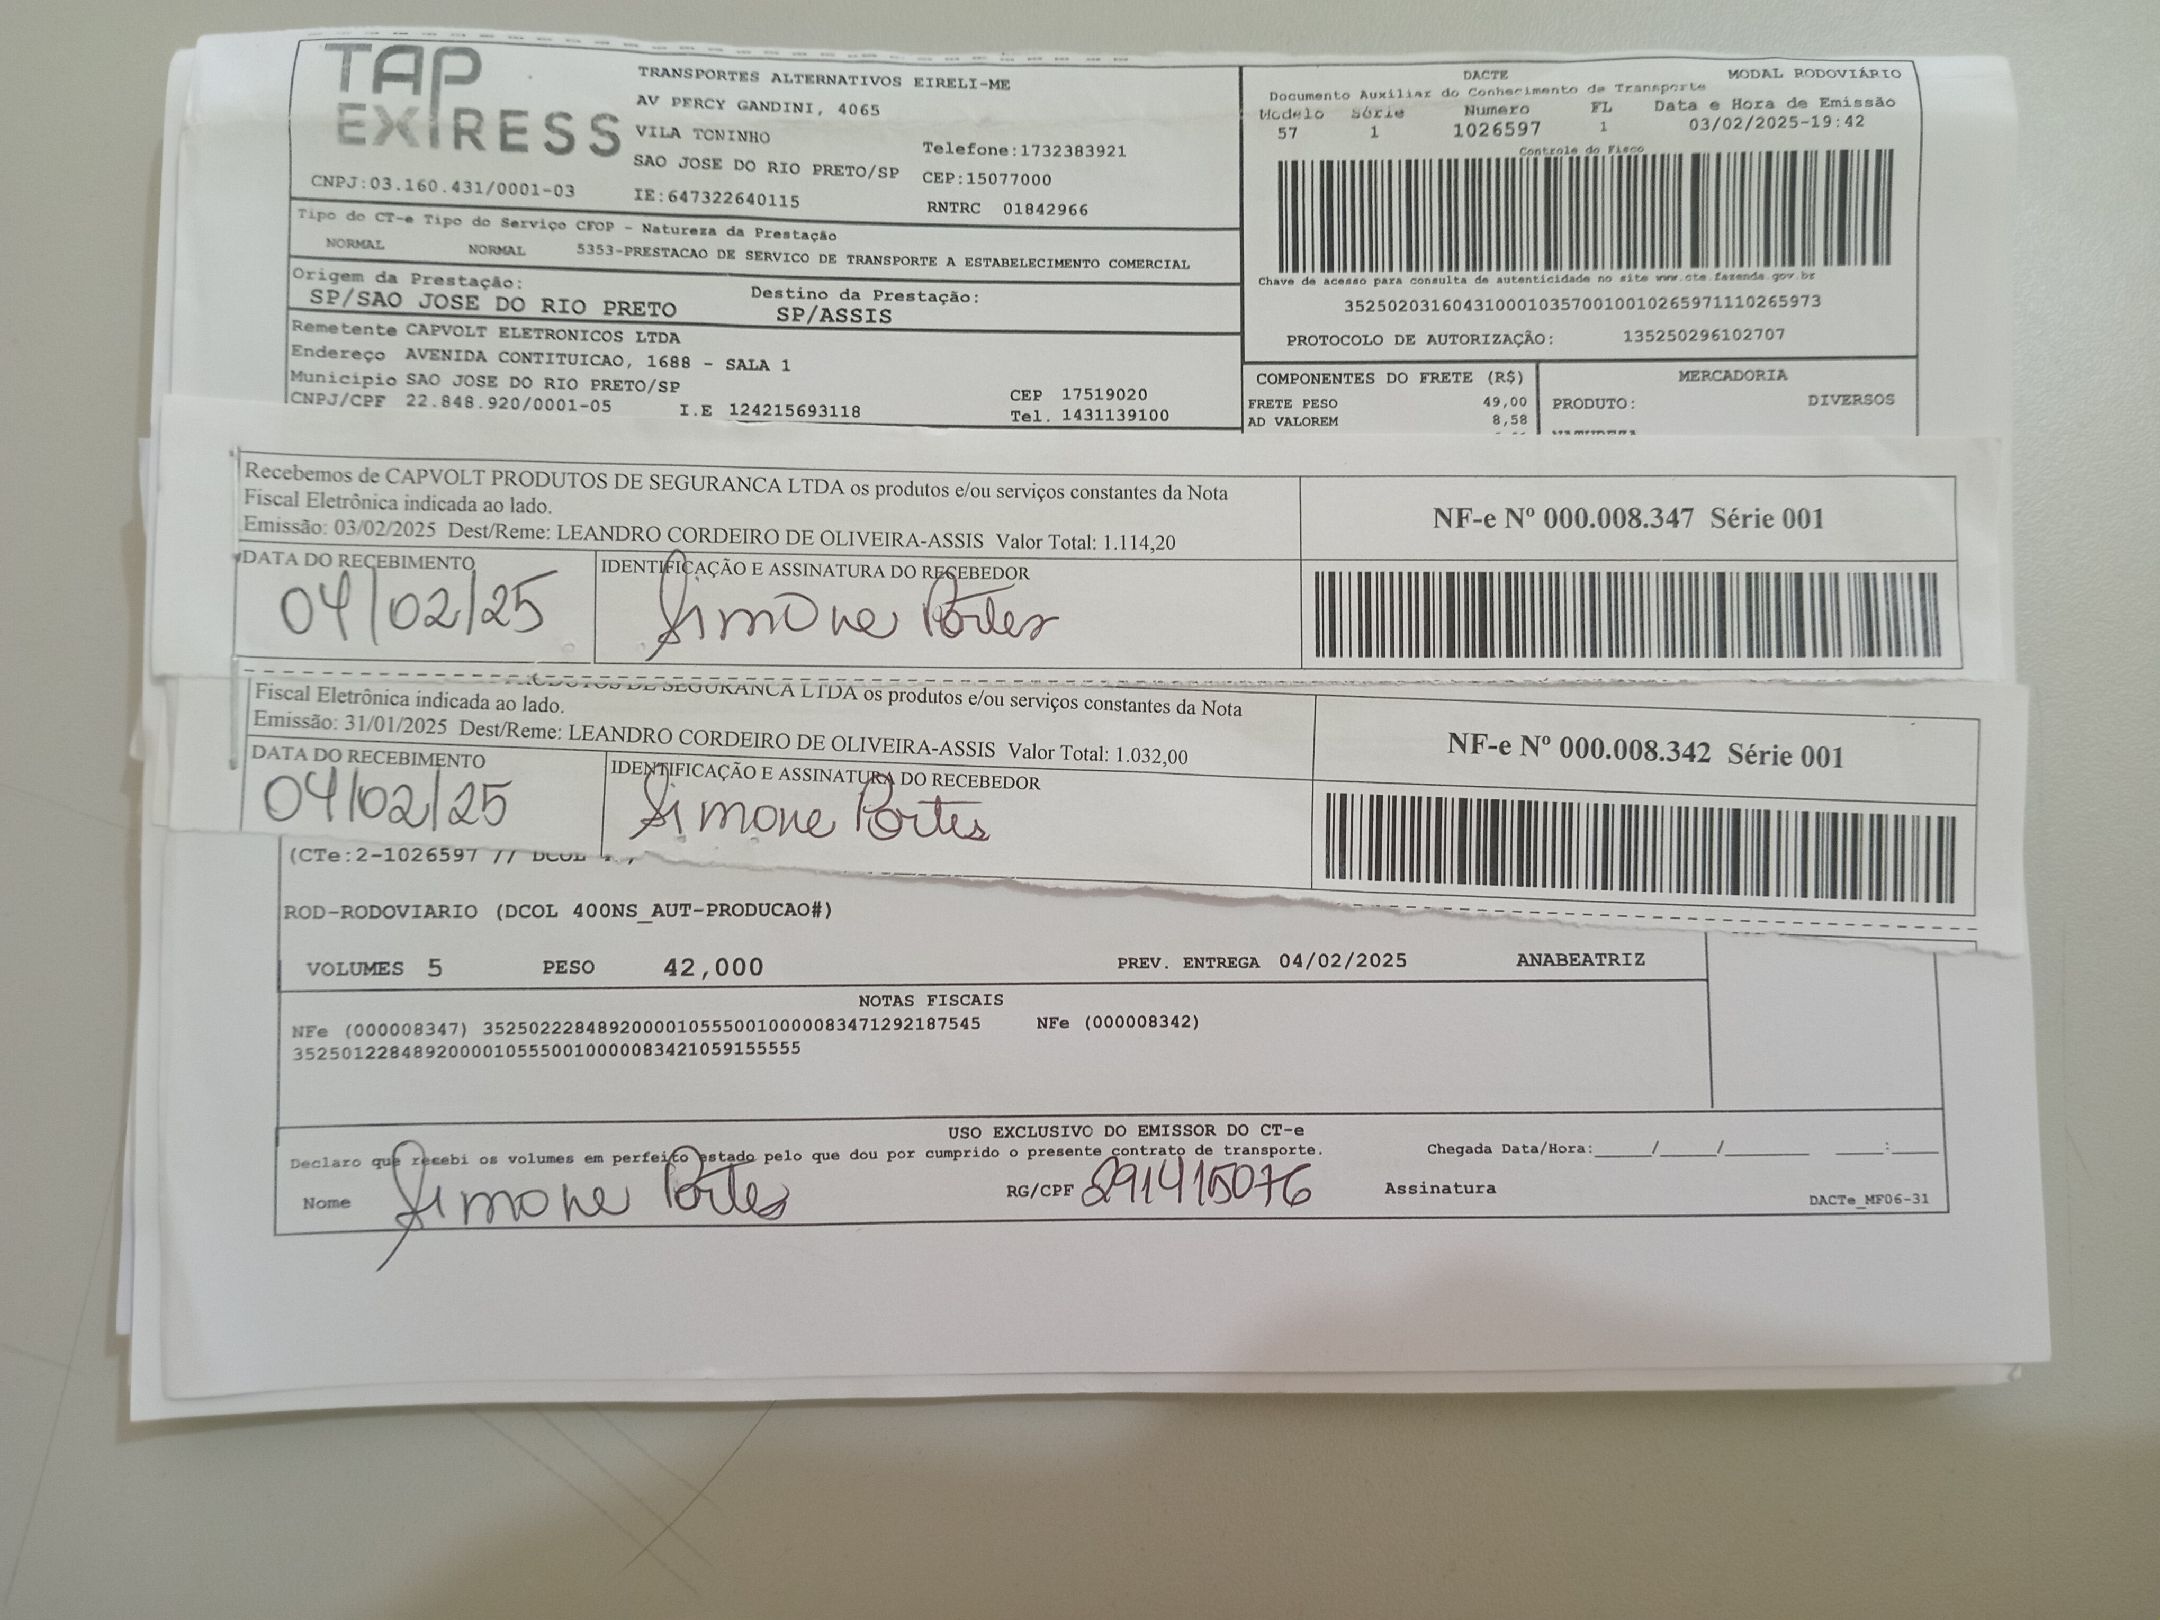 TAP EXPRESS
TRANSPORTES ALTERNATIVOS EIRELI-ME
AV PERCY GANDINI, 4065
VILA TONINHO
SAO JOSE DO RIO PRETO/SP
Telefone:1732383921
CEP:15077000
CNPJ:03.160.431/0001-03
IE:647322640115
RNTRC 01842966
DACTE
MODAL RODOVIÁRIO
Documento Auxiliar do Conhecimento de Transporte
Modelo Série Numero FL Data e Hora de Emissão
57 1 1026597 1 03/02/2025-19:42
Controle do Fisco
Chave de acesso para consulta de autenticidade no site www.cte.fazenda.gov.br
35250203160431000103570010010265971110265973
PROTOCOLO DE AUTORIZAÇÃO: 135250296102707
Tipo do CT-e Tipo do Serviço CFOP - Natureza da Prestação
NORMAL NORMAL 5353-PRESTACAO DE SERVICO DE TRANSPORTE A ESTABELECIMENTO COMERCIAL
Origem da Prestação:
SP/SAO JOSE DO RIO PRETO
Destino da Prestação:
SP/ASSIS
Remetente CAPVOLT ELETRONICOS LTDA
Endereço AVENIDA CONTITUICAO, 1688 - SALA 1
Municipio SAO JOSE DO RIO PRETO/SP
CEP 17519020
CNPJ/CPF 22.848.920/0001-05 I.E 124215693118
Tel. 1431139100
COMPONENTES DO FRETE (R$)
FRETE PESO 49,00
AD VALOREM 8,58
MERCADORIA
PRODUTO: DIVERSOS
Recebemos de CAPVOLT PRODUTOS DE SEGURANCA LTDA os produtos e/ou serviços constantes da Nota
Fiscal Eletrônica indicada ao lado.
Emissão: 03/02/2025 Dest/Reme: LEANDRO CORDEIRO DE OLIVEIRA-ASSIS Valor Total: 1.114,20
NF-e Nº 000.008.347 Série 001
DATA DO RECEBIMENTO
04/02/25
IDENTIFICAÇÃO E ASSINATURA DO RECEBEDOR
Simone Portes
PRODUTOS DE SEGURANCA LTDA os produtos e/ou serviços constantes da Nota
Fiscal Eletrônica indicada ao lado.
Emissão: 31/01/2025 Dest/Reme: LEANDRO CORDEIRO DE OLIVEIRA-ASSIS Valor Total: 1.032,00
NF-e Nº 000.008.342 Série 001
DATA DO RECEBIMENTO
04/02/25
IDENTIFICAÇÃO E ASSINATURA DO RECEBEDOR
Simone Portes
(CTe:2-1026597 // DCOL
ROD-RODOVIARIO (DCOL 400NS_AUT-PRODUCAO#)
VOLUMES 5 PESO 42,000 PREV. ENTREGA 04/02/2025 ANABEATRIZ
NOTAS FISCAIS
NFe (000008347) 35250222848920000105550010000083471292187545 NFe (000008342)
35250122848920000105550010000083421059155555
USO EXCLUSIVO DO EMISSOR DO CT-e
Declaro que recebi os volumes em perfeito estado pelo que dou por cumprido o presente contrato de transporte.
Chegada Data/Hora:_____/_____/_______ ____:____
Nome Simone Portes
RG/CPF 291415076
Assinatura
DACTe_MF06-31